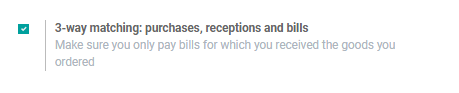 3-way matching: purchases, receptions and bills
Make sure you only pay bills for which you received the goods you
ordered